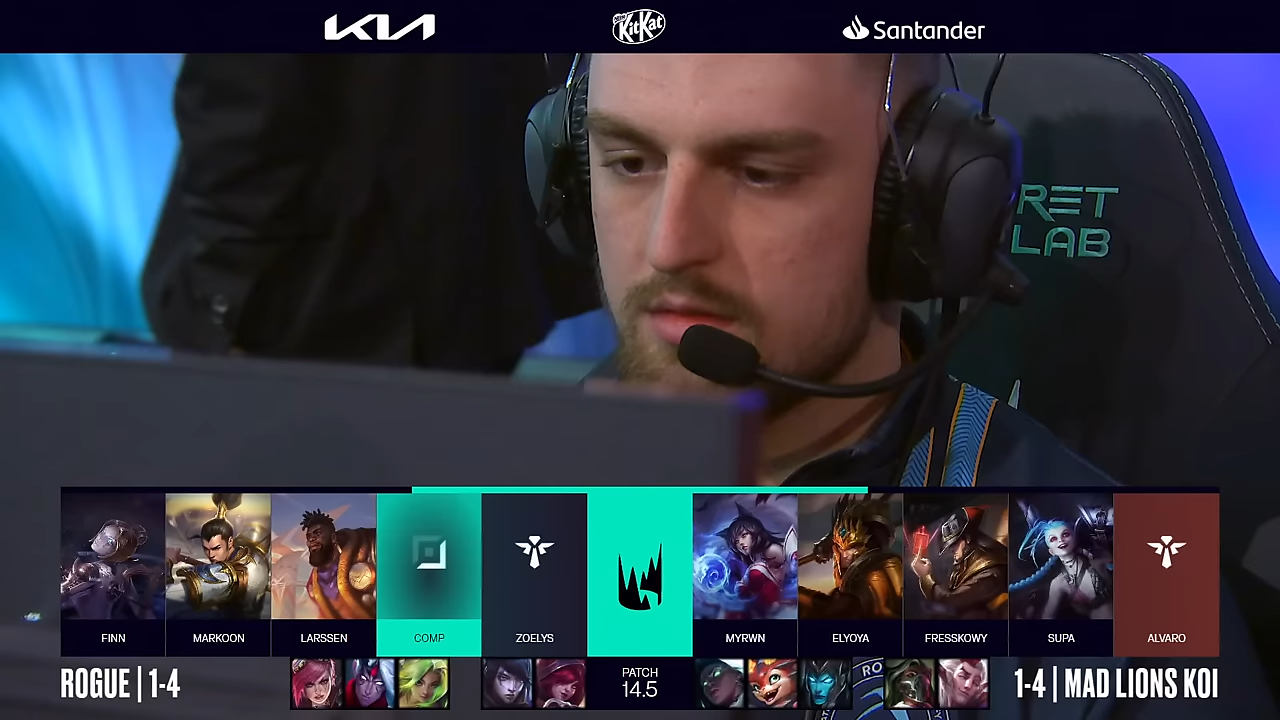 KIA
KitKat
Santander
RET
LAB
FINN
MARKOON
LARSSEN
COMP
ZOELYS
MYRWN
ELYOYA
FRESSKOWY
SUPA
ALVARO
ROGUE | 1-4
PATCH
14.5
RO
1-4 | MAD LIONS KOI